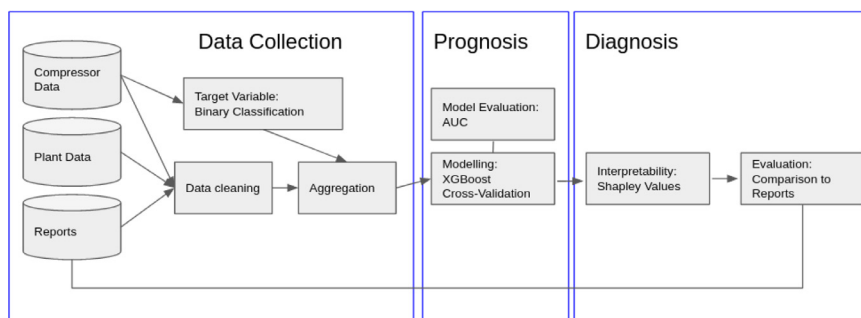 Data Collection
Prognosis
Diagnosis
Compressor
Data
Target Variable:
Binary Classification
Model Evaluation:
AUC
Plant Data
Data cleaning
Aggregation
Modelling:
XGBoost
Cross-Validation
Interpretability:
Shapley Values
Evaluation:
Comparison to
Reports
Reports